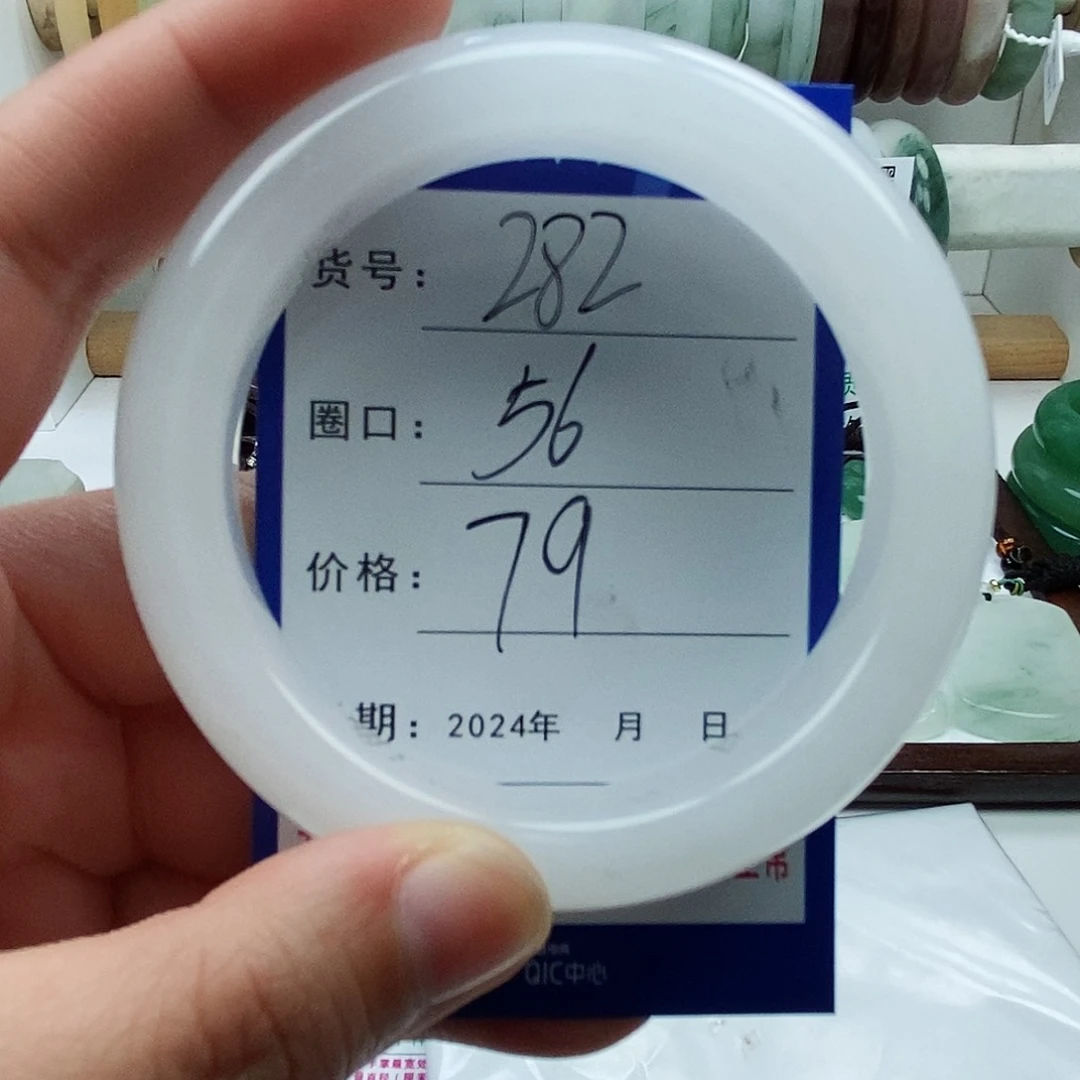 货号： 282
圈口： 56
价格： 79
期： 2024年 月 日
QIC中心